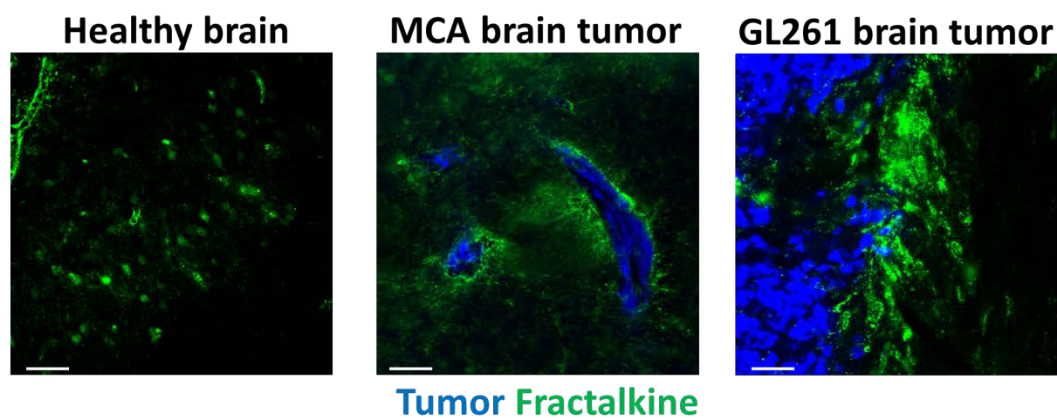 Healthy brain
MCA brain tumor
GL261 brain tumor
Tumor Fractalkine